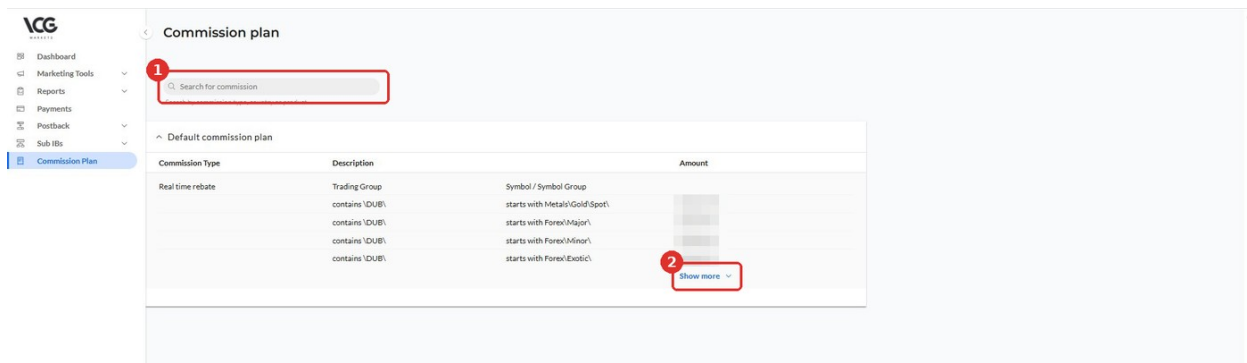 VCG
MARKETS
Commission plan
Dashboard
Marketing Tools
Reports
Payments
Postback
Sub IBs
Commission Plan
1
Search for commission
Default commission plan
Commission Type Description Amount
Real time rebate Trading Group Symbol / Symbol Group
contains \DUB\ starts with Metals\Gold\Spot\
contains \DUB\ starts with Forex\Major\
contains \DUB\ starts with Forex\Minor\
contains \DUB\ starts with Forex\Exotic\
2
Show more